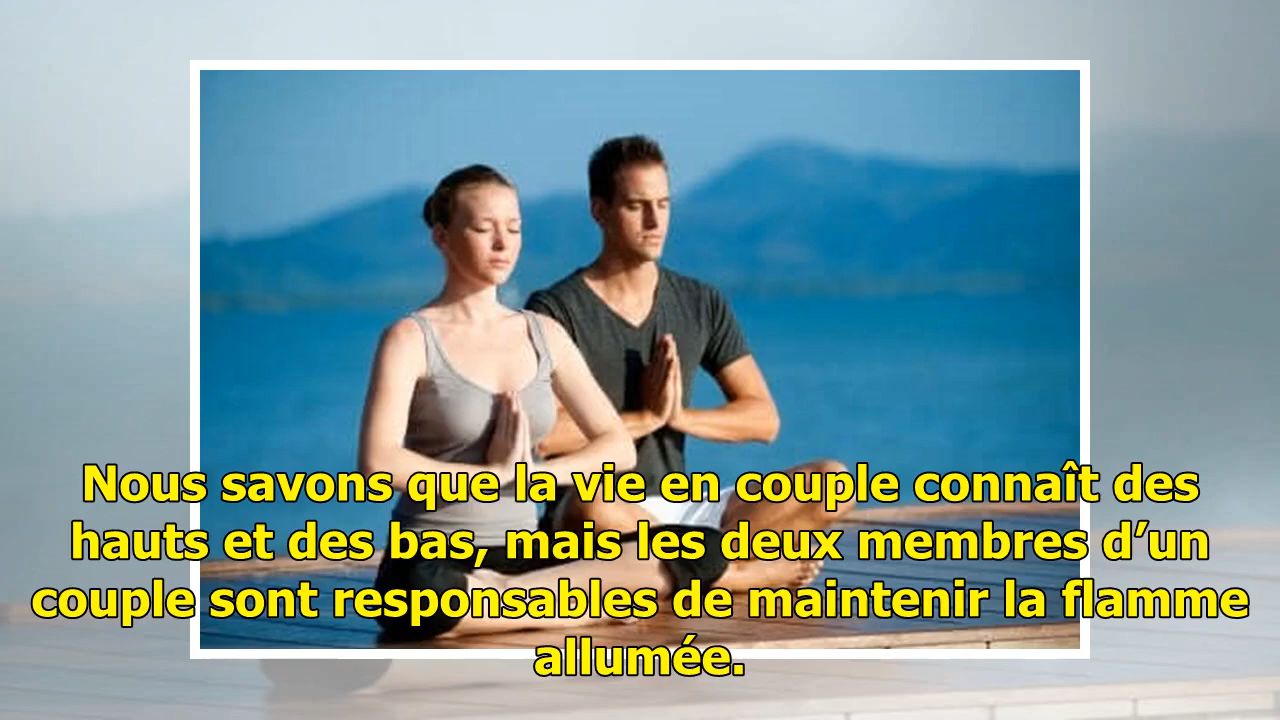 Nous savons que la vie en couple connaît des
hauts et des bas, mais les deux membres d’un
couple sont responsables de maintenir la flamme
allumée.